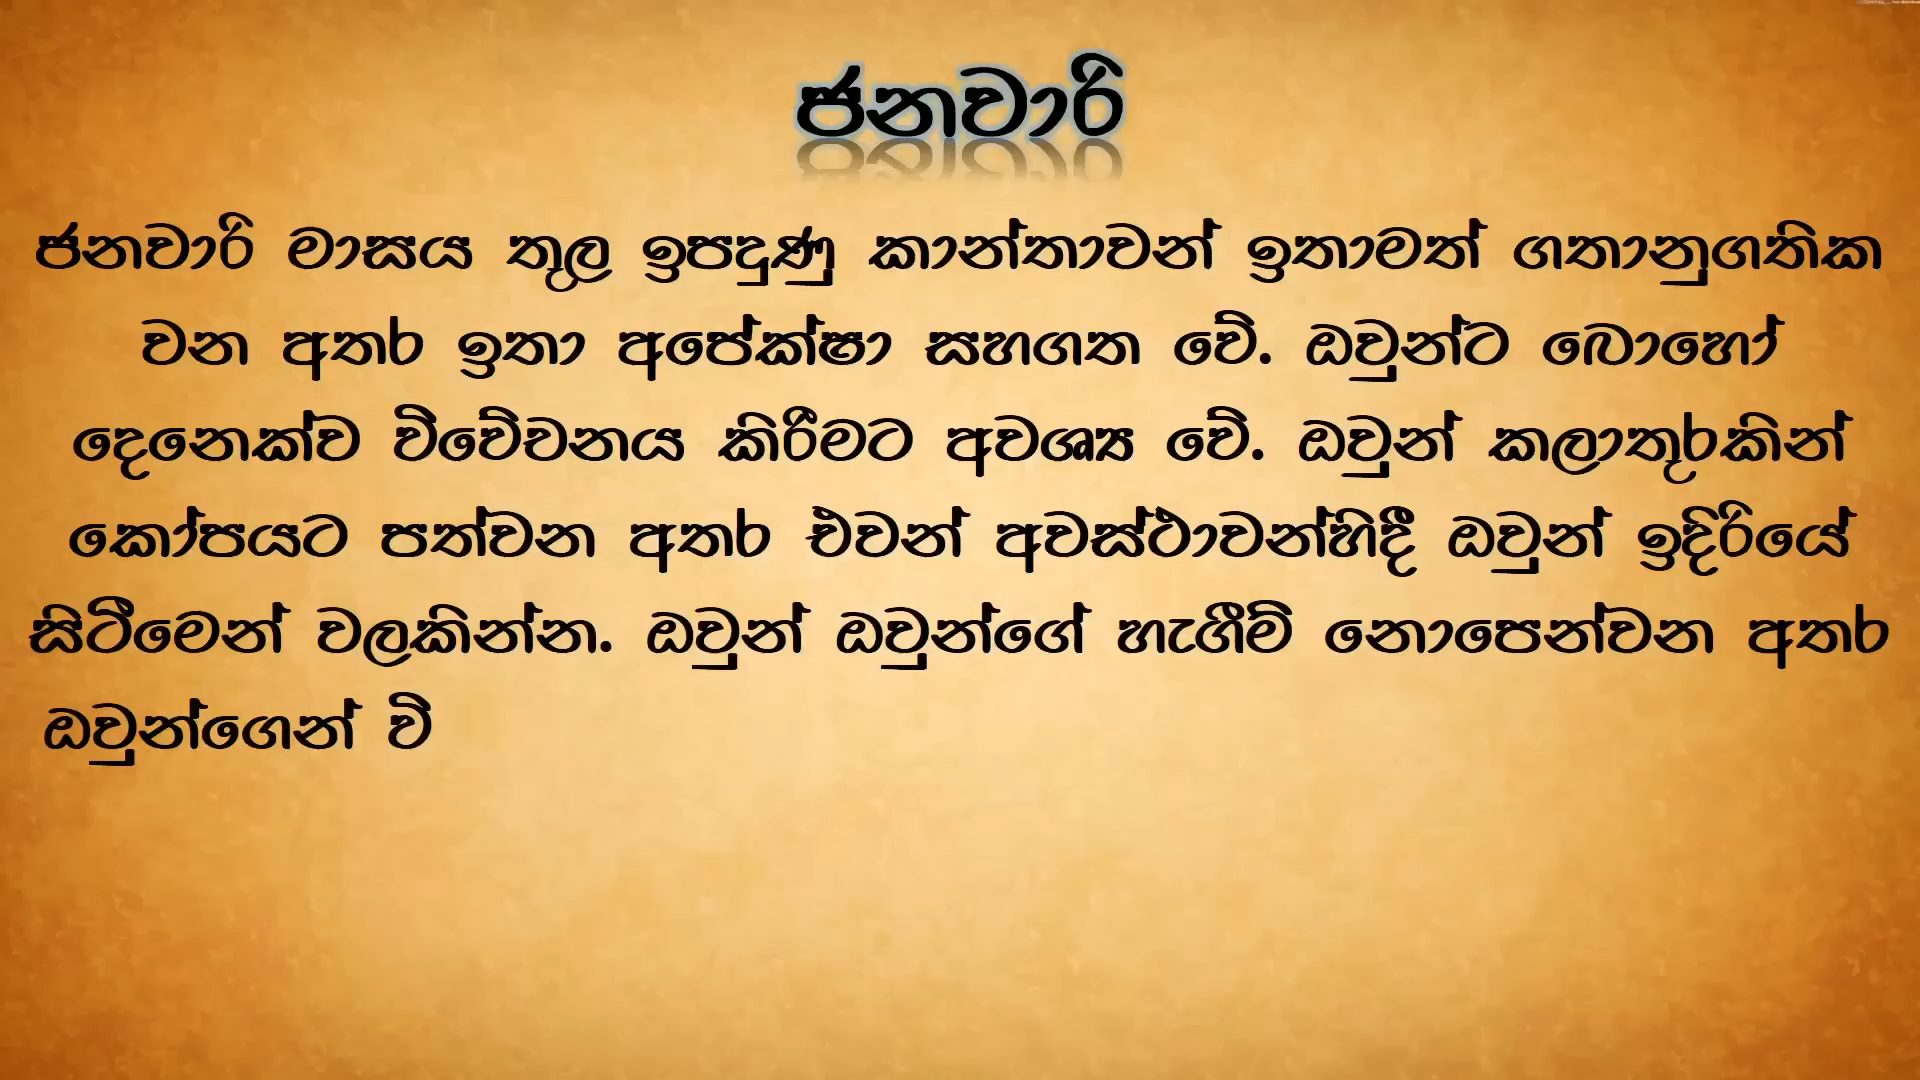 ජනවාරි
ජනවාරි මාසය තුල ඉපදුණු කාන්තාවන් ඉතාමත් ගතානුගතික
වන අතර ඉතා අපේක්ෂා සහගත වේ. ඔවුන්ට බොහෝ
දෙනෙක්ව විවේචනය කිරීමට අවශ්‍ය වේ. ඔවුන් කලාතුරකින්
කෝපයට පත්වන අතර එවන් අවස්ථාවන්හිදී ඔවුන් ඉදිරියේ
සිටීමෙන් වලකින්න. ඔවුන් ඔවුන්ගේ හැගීම් නොපෙන්වන අතර
ඔවුන්ගෙන් වි